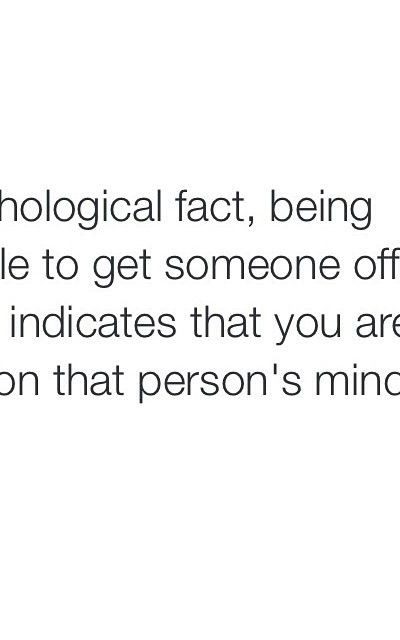 hological fact, being
le to get someone off
indicates that you are
on that person's mind